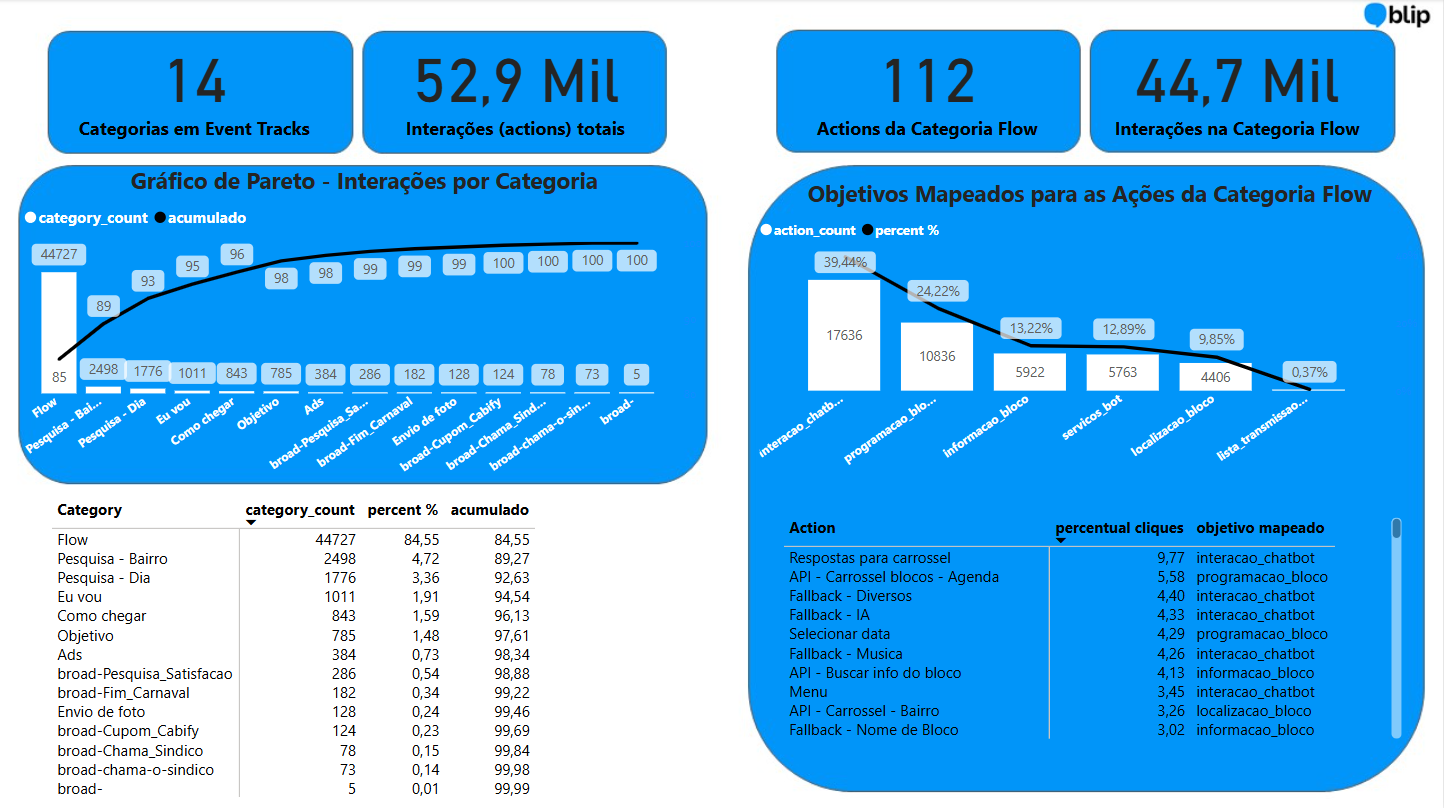 blip
14
Categorias em Event Tracks
52,9 Mil
Interações (actions) totais
112
Actions da Categoria Flow
44,7 Mil
Interações na Categoria Flow
Gráfico de Pareto - Interações por Categoria
category_count acumulado
44727
85 89 93 95 96 98 98 99 99 99 100 100 100 100
2498 1776 1011 843 785 384 286 182 128 124 78 73 5
Flow
Pesquisa - Bai...
Pesquisa - Dia
Eu vou
Como chegar
Objetivo
Ads
broad-Pesquisa_Sa...
broad-Fim_Carnaval
Envio de foto
broad-Cupom_Cabify
broad-Chama_Sind...
broad-chama-o-sin...
broad-
Category category_count percent % acumulado
Flow 44727 84,55 84,55
Pesquisa - Bairro 2498 4,72 89,27
Pesquisa - Dia 1776 3,36 92,63
Eu vou 1011 1,91 94,54
Como chegar 843 1,59 96,13
Objetivo 785 1,48 97,61
Ads 384 0,73 98,34
broad-Pesquisa_Satisfacao 286 0,54 98,88
broad-Fim_Carnaval 182 0,34 99,22
Envio de foto 128 0,24 99,46
broad-Cupom_Cabify 124 0,23 99,69
broad-Chama_Sindico 78 0,15 99,84
broad-chama-o-sindico 73 0,14 99,98
broad- 5 0,01 99,99
Objetivos Mapeados para as Ações da Categoria Flow
action_count percent %
39,44% 24,22% 13,22% 12,89% 9,85% 0,37%
17636 10836 5922 5763 4406
interacao_chatb...
programacao_blo...
informacao_bloco
servicos_bot
localizacao_bloco
lista_transmissao...
Action percentual cliques objetivo mapeado
Respostas para carrossel 9,77 interacao_chatbot
API - Carrossel blocos - Agenda 5,58 programacao_bloco
Fallback - Diversos 4,40 interacao_chatbot
Fallback - IA 4,33 interacao_chatbot
Selecionar data 4,29 programacao_bloco
Fallback - Musica 4,26 interacao_chatbot
API - Buscar info do bloco 4,13 informacao_bloco
Menu 3,45 interacao_chatbot
API - Carrossel - Bairro 3,26 localizacao_bloco
Fallback - Nome de Bloco 3,02 informacao_bloco